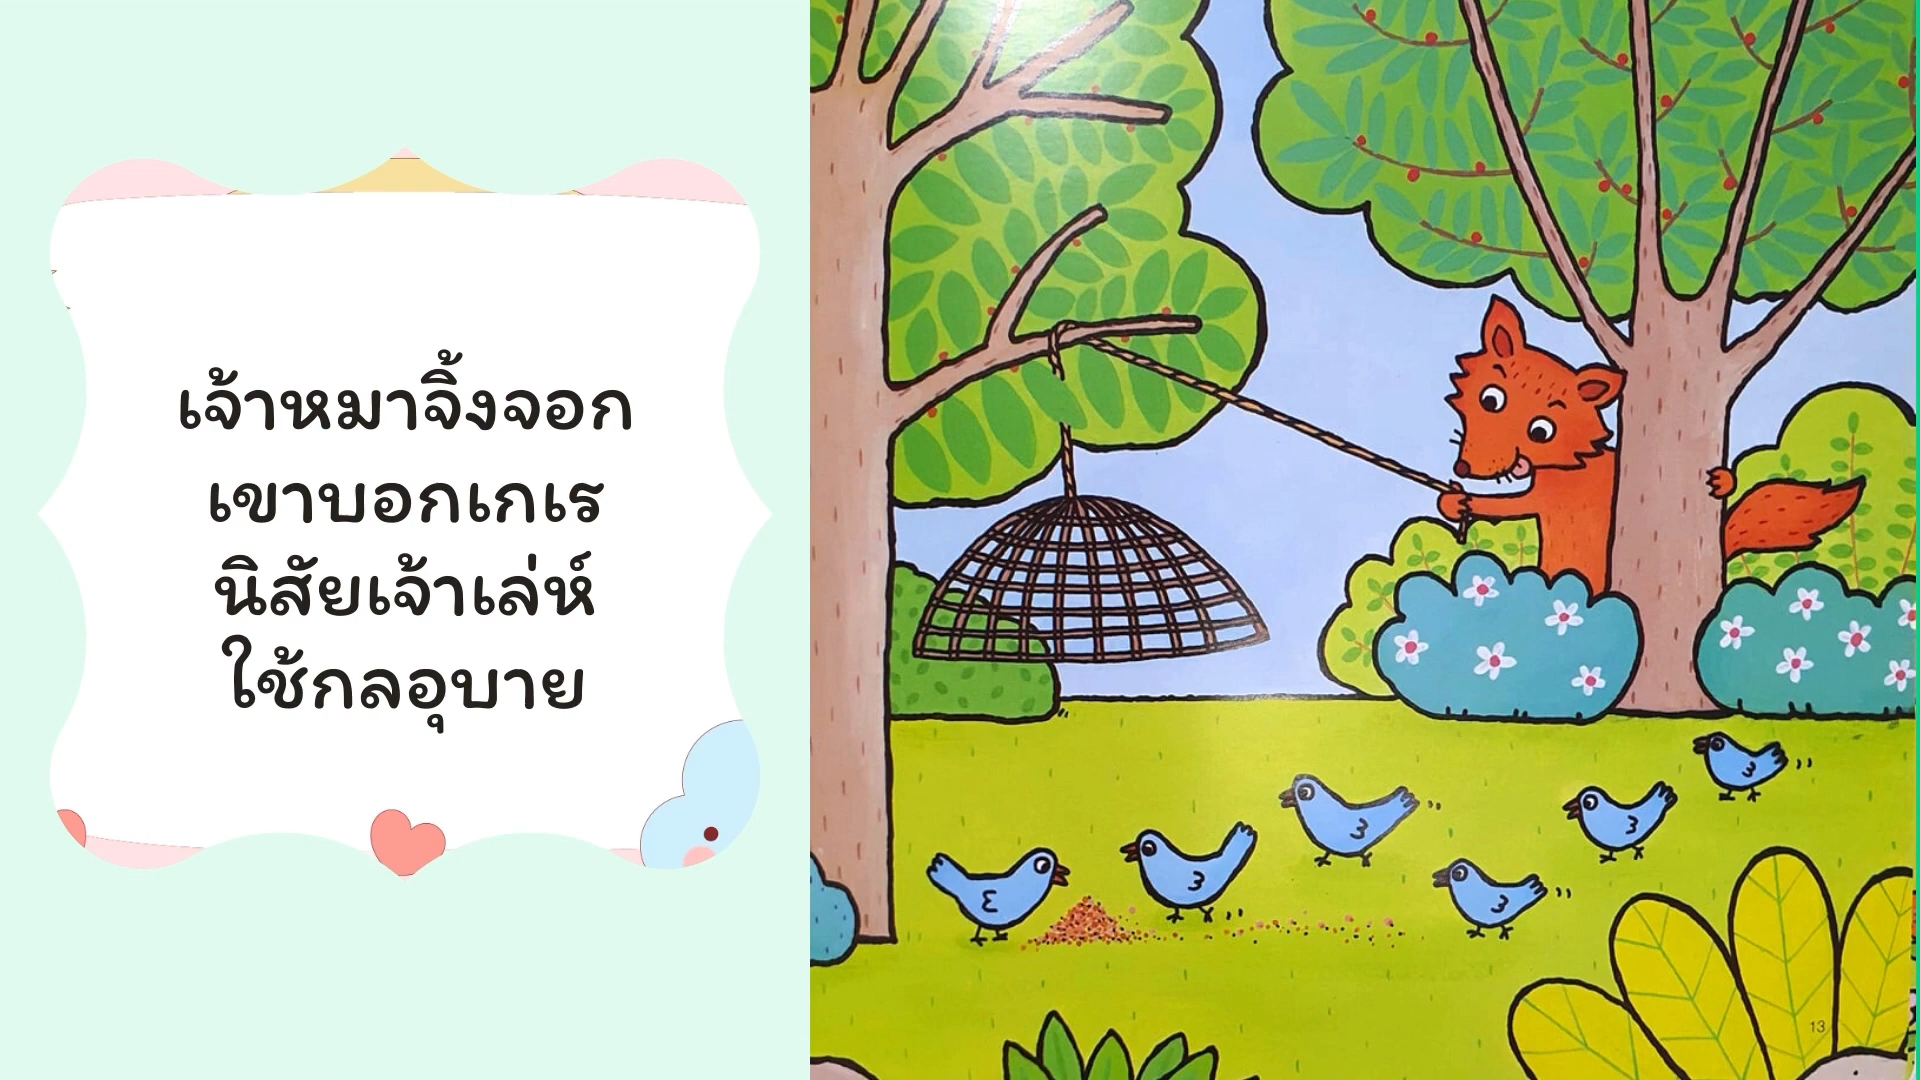 เจ้าหมาจิ้งจอก
เขาบอกเกเร
นิสัยเจ้าเล่ห์
ใช้กลอุบาย
13